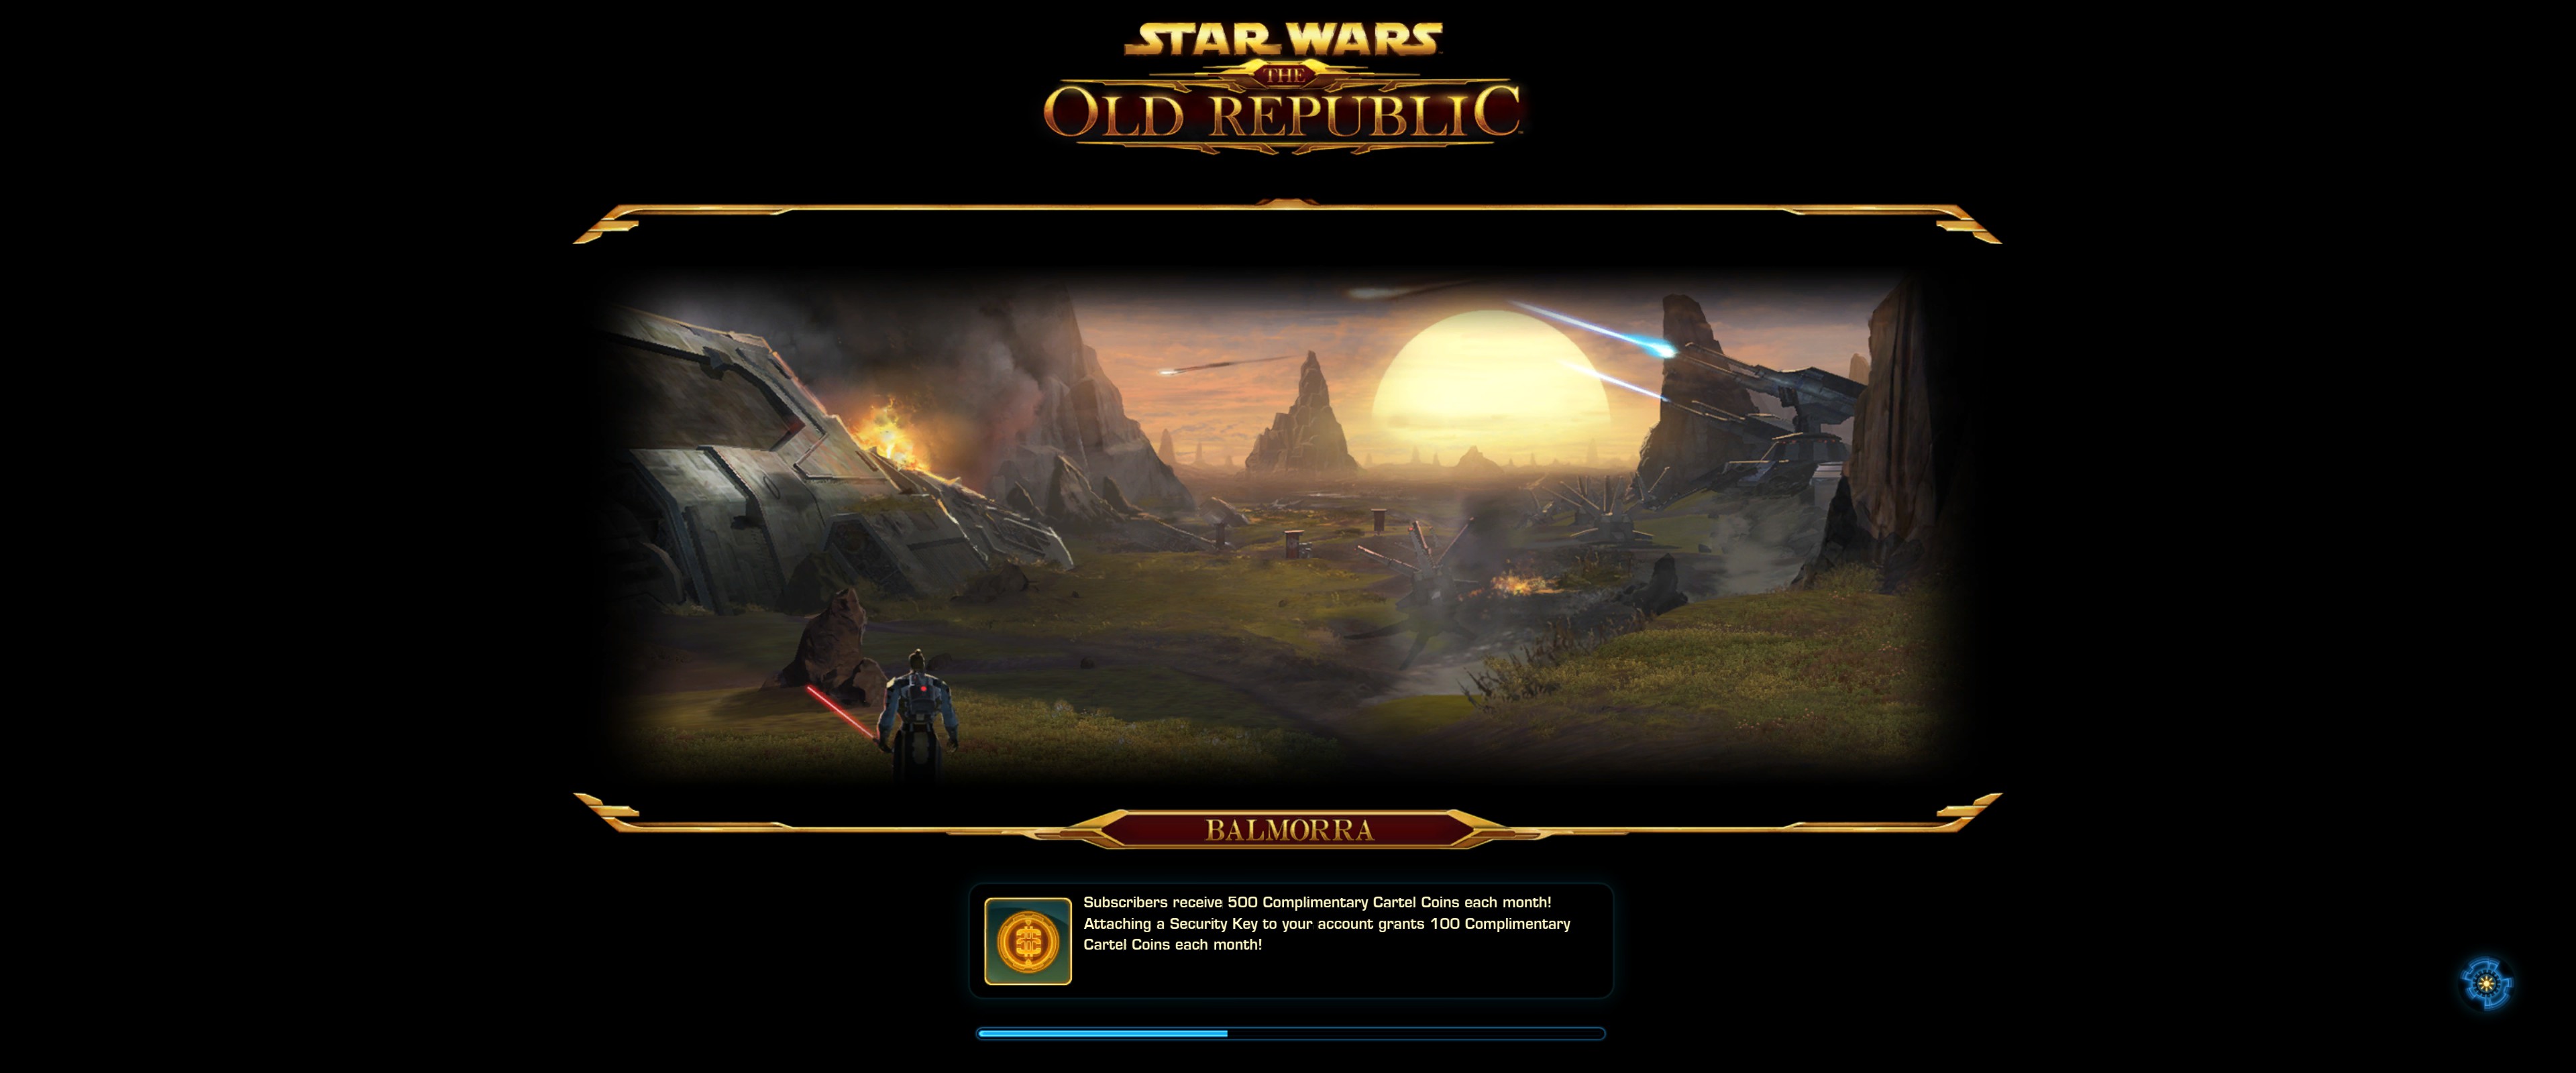 STAR WARS
THE
OLD REPUBLIC
BALMORRA
Subscribers receive 500 Complimentary Cartel Coins each month!
Attaching a Security Key to your account grants 100 Complimentary
Cartel Coins each month!